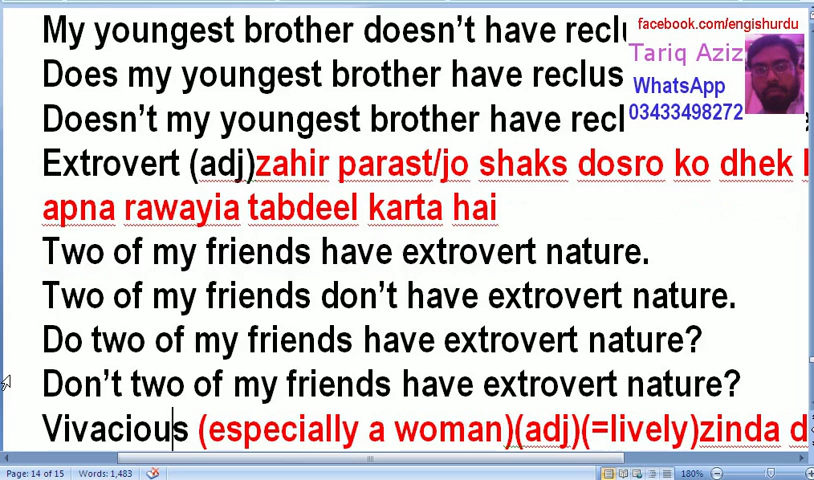 My youngest brother doesn't have reclu
facebook.com/engishurdu
Tariq Aziz
Does my youngest brother have reclus
WhatsApp
03433498272
Doesn't my youngest brother have recl
Extrovert (adj)zahir parast/jo shaks dosro ko dhek
apna rawayia tabdeel karta hai
Two of my friends have extrovert nature.
Two of my friends don't have extrovert nature.
Do two of my friends have extrovert nature?
Don't two of my friends have extrovert nature?
Vivacious (especially a woman)(adj)(=lively)zinda d
Page: 14 of 15 Words: 1,483 180%